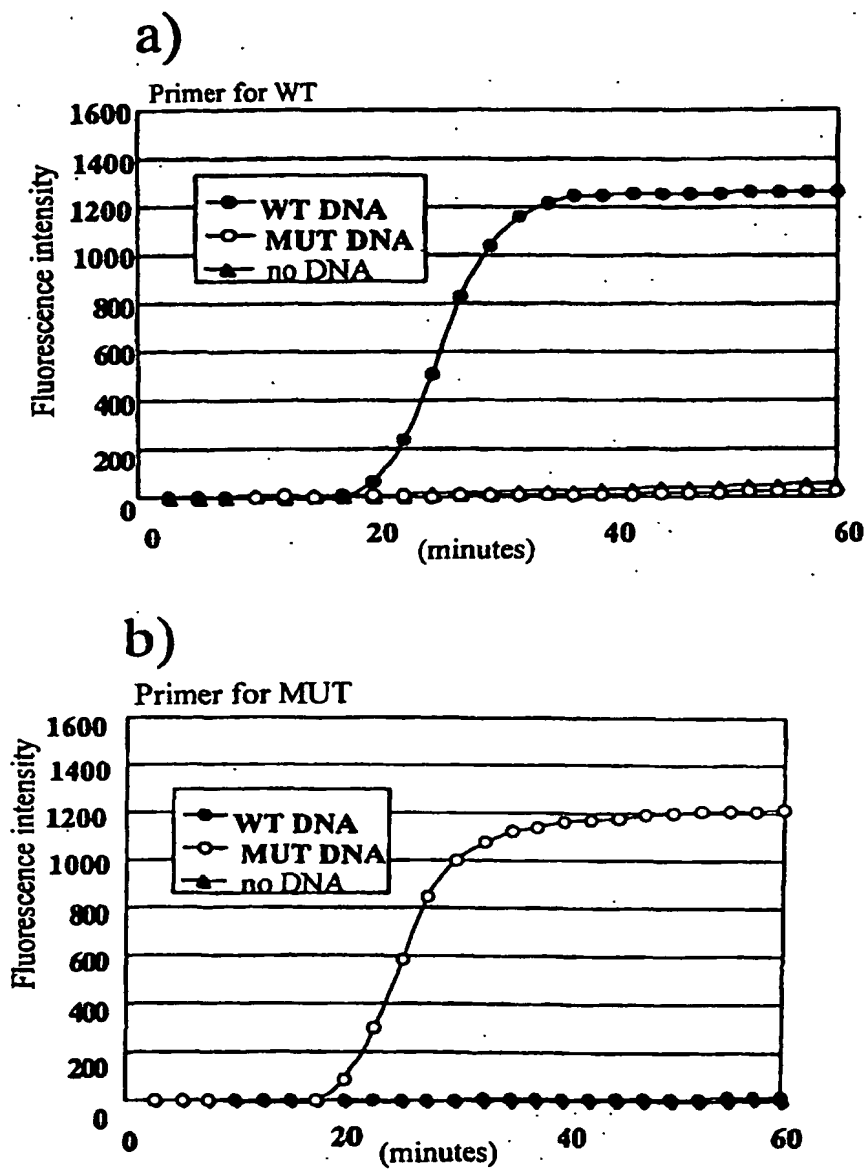 a)
Primer for WT
Fluorescence intensity
1600
1400
1200
1000
800
600
400
200
0
WT DNA
MUT DNA
no DNA
0 20 40 60
(minutes)
b)
Primer for MUT
Fluorescence intensity
1600
1400
1200
1000
800
600
400
200
0
WT DNA
MUT DNA
no DNA
0 20 40 60
(minutes)